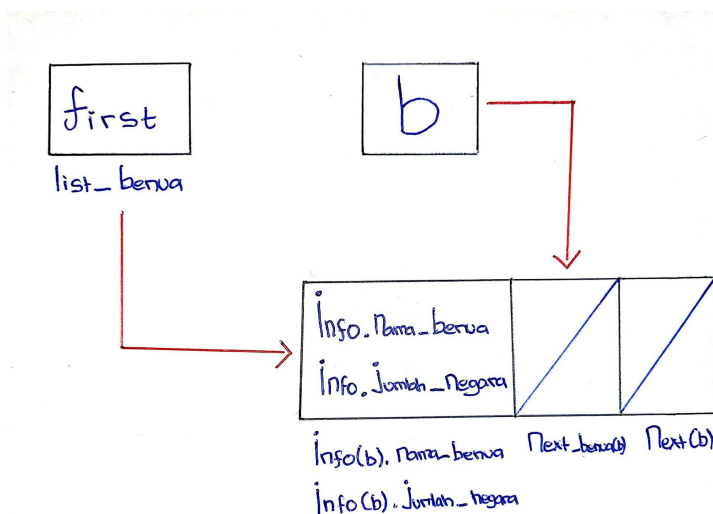 first
list_benua
b
Info.nama_benua
Info.jumlah_negara
Info(b).nama_benua
Info(b).jumlah_negara
Next_benua(b)
Next(b)